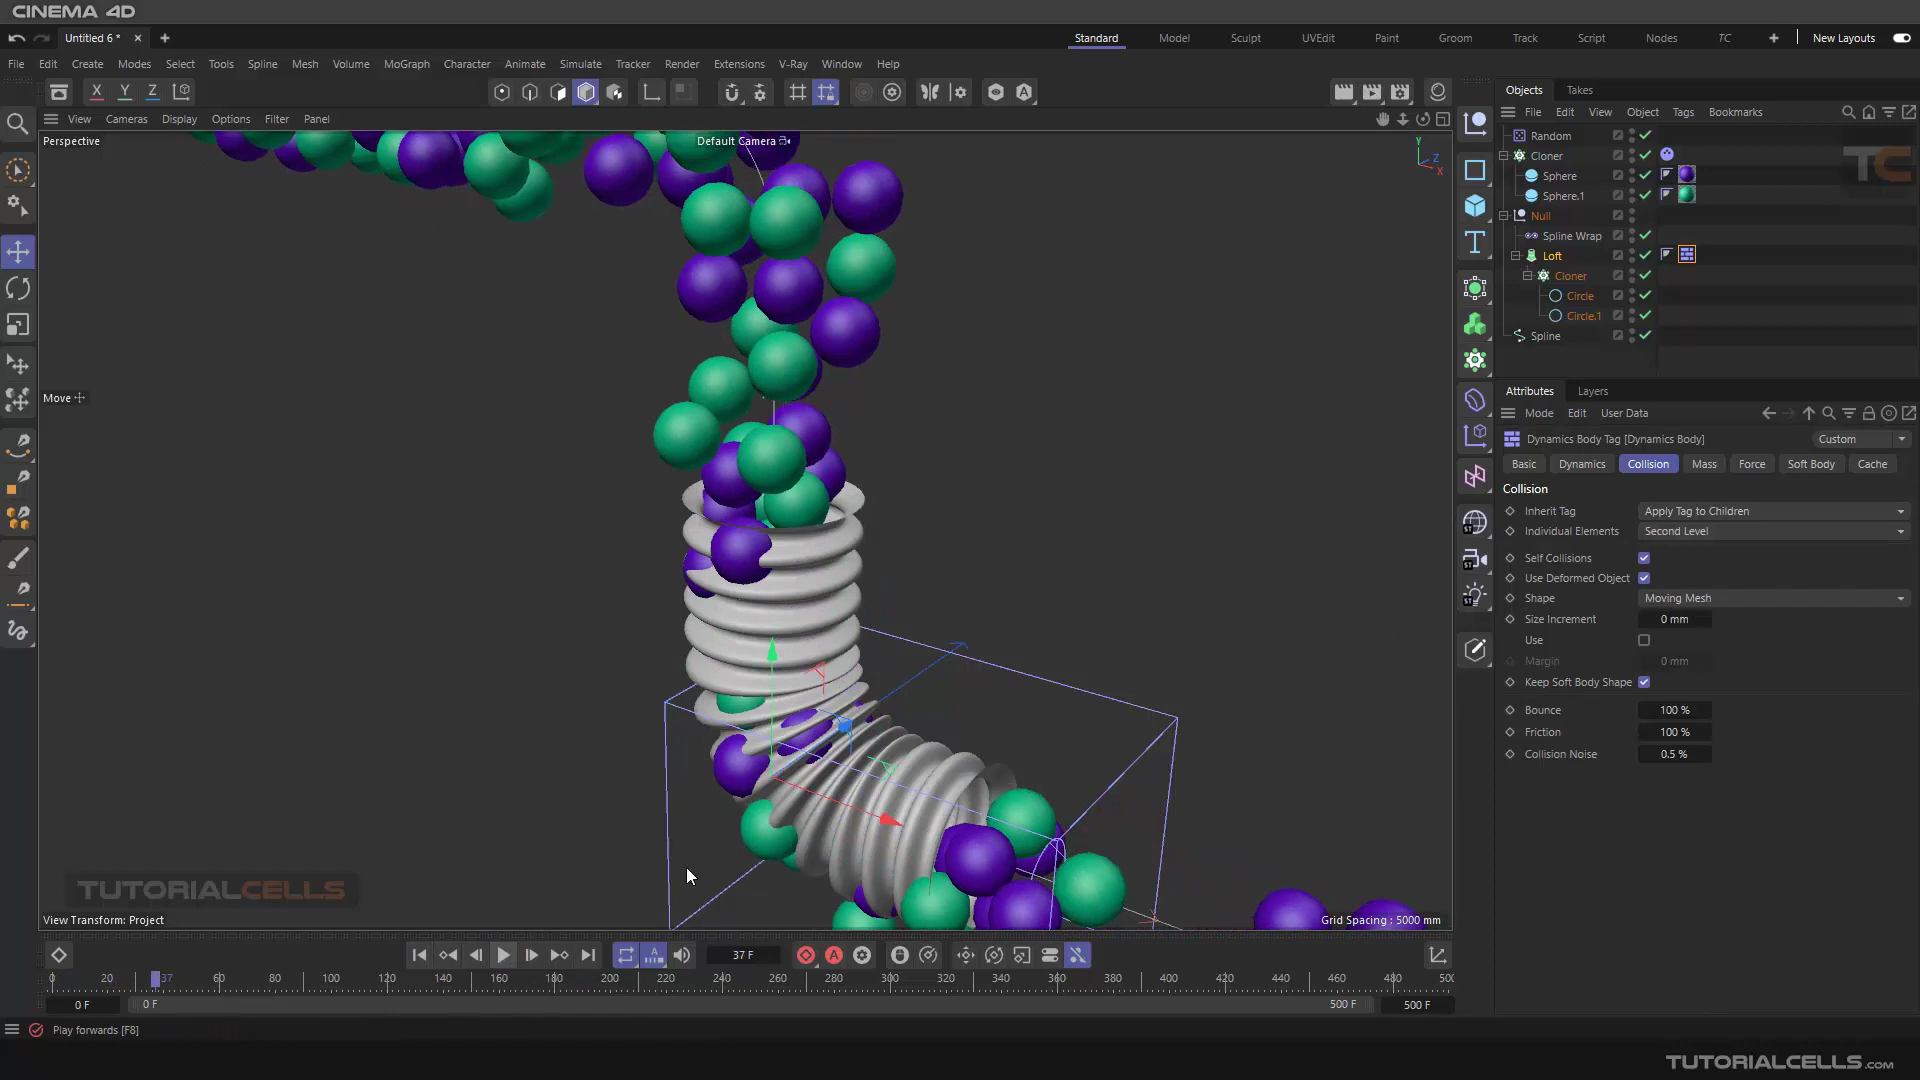 CINEMA 4D
Untitled 6 *
Standard Model Sculpt UVEdit Paint Groom Track Script Nodes TC New Layouts
File Edit Create Modes Select Tools Spline Mesh Volume MoGraph Character Animate Simulate Tracker Render Extensions V-Ray Window Help
X Y Z
View Cameras Display Options Filter Panel
Perspective
Default Camera
Y
Z
X
Move
Objects Takes
File Edit View Object Tags Bookmarks
Random
Cloner
Sphere
Sphere.1
Null
Spline Wrap
Loft
Cloner
Circle
Circle.1
Spline
TC
Attributes Layers
Mode Edit User Data
Dynamics Body Tag [Dynamics Body] Custom
Basic Dynamics Collision Mass Force Soft Body Cache
Collision
Inherit Tag Apply Tag to Children
Individual Elements Second Level
Self Collisions
Use Deformed Object
Shape Moving Mesh
Size Increment 0 mm
Use
Margin 0 mm
Keep Soft Body Shape
Bounce 100 %
Friction 100 %
Collision Noise 0.5 %
TUTORIALCELLS
View Transform: Project
Grid Spacing : 5000 mm
37 F
0 20 37 60 80 100 120 140 160 180 200 220 240 260 280 300 320 340 360 380 400 420 440 460 480 500
0 F 0 F 500 F 500 F
Play forwards [F8]
TUTORIALCELLS.COM